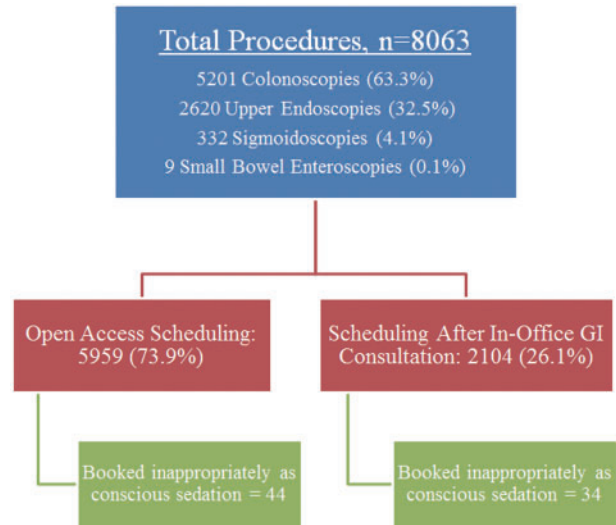 Total Procedures, n=8063
5201 Colonoscopies (63.3%)
2620 Upper Endoscopies (32.5%)
332 Sigmoidoscopies (4.1%)
9 Small Bowel Enteroscopies (0.1%)
Open Access Scheduling:
5959 (73.9%)
Scheduling After In-Office GI
Consultation: 2104 (26.1%)
Booked inappropriately as
conscious sedation = 44
Booked inappropriately as
conscious sedation = 34